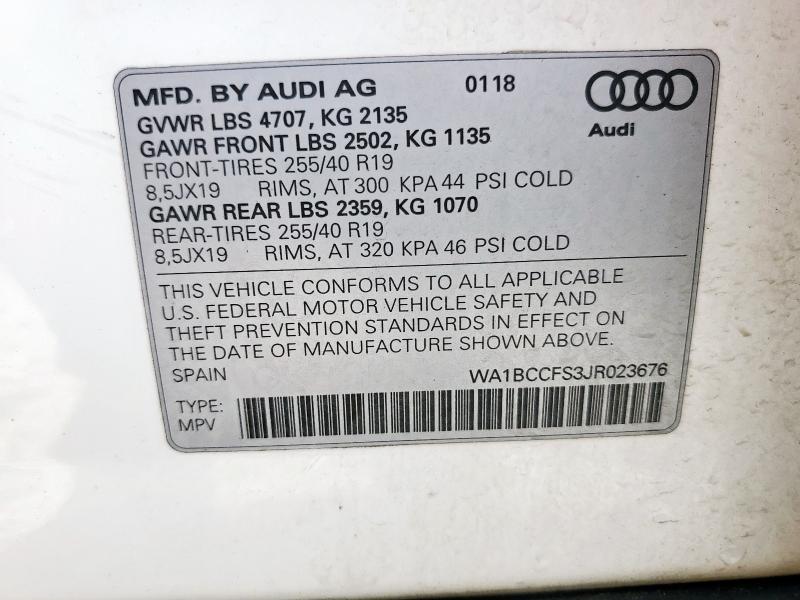 MFD. BY AUDI AG 0118
Audi
GVWR LBS 4707, KG 2135
GAWR FRONT LBS 2502, KG 1135
FRONT-TIRES 255/40 R19
8,5JX19 RIMS, AT 300 KPA 44 PSI COLD
GAWR REAR LBS 2359, KG 1070
REAR-TIRES 255/40 R19
8,5JX19 RIMS, AT 320 KPA 46 PSI COLD
THIS VEHICLE CONFORMS TO ALL APPLICABLE
U.S. FEDERAL MOTOR VEHICLE SAFETY AND
THEFT PREVENTION STANDARDS IN EFFECT ON
THE DATE OF MANUFACTURE SHOWN ABOVE.
SPAIN WA1BCCFS3JR023676
TYPE:
MPV